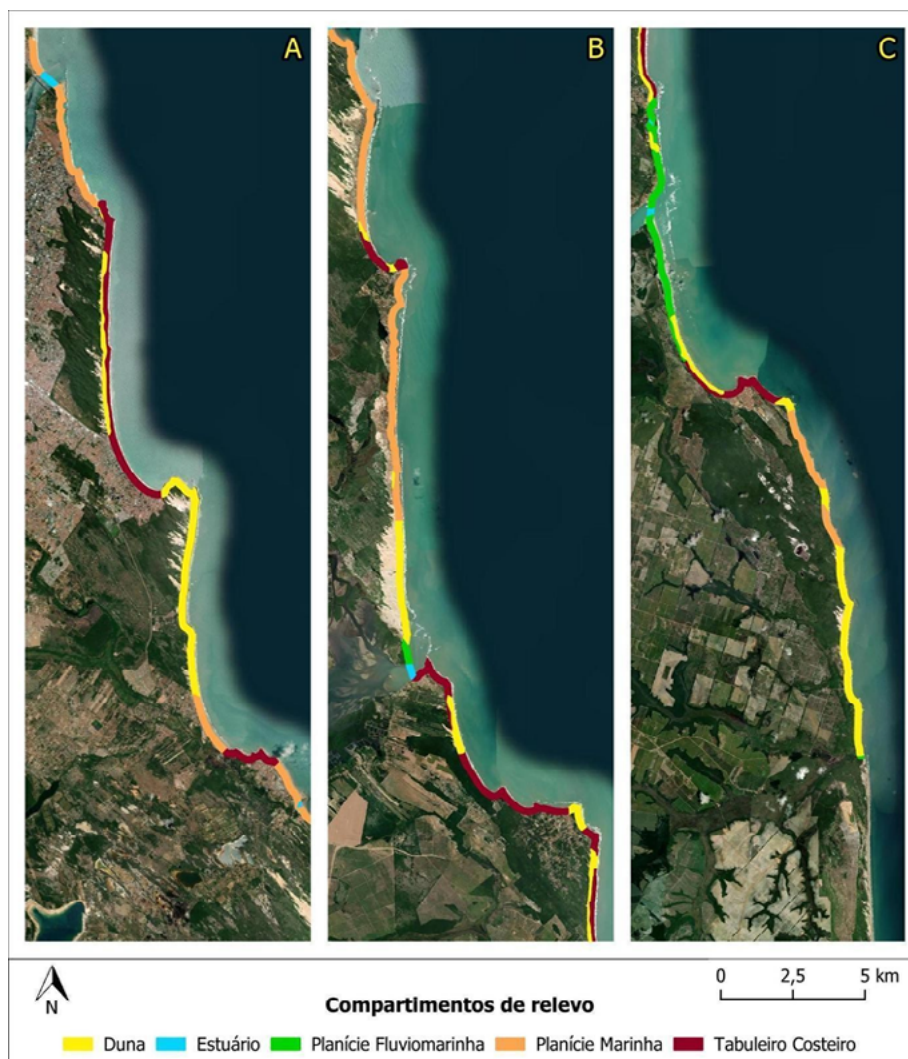 A B C
0 2,5 5 km
N
Compartimentos de relevo
Duna Estuário Planície Fluviomarinha Planície Marinha Tabuleiro Costeiro